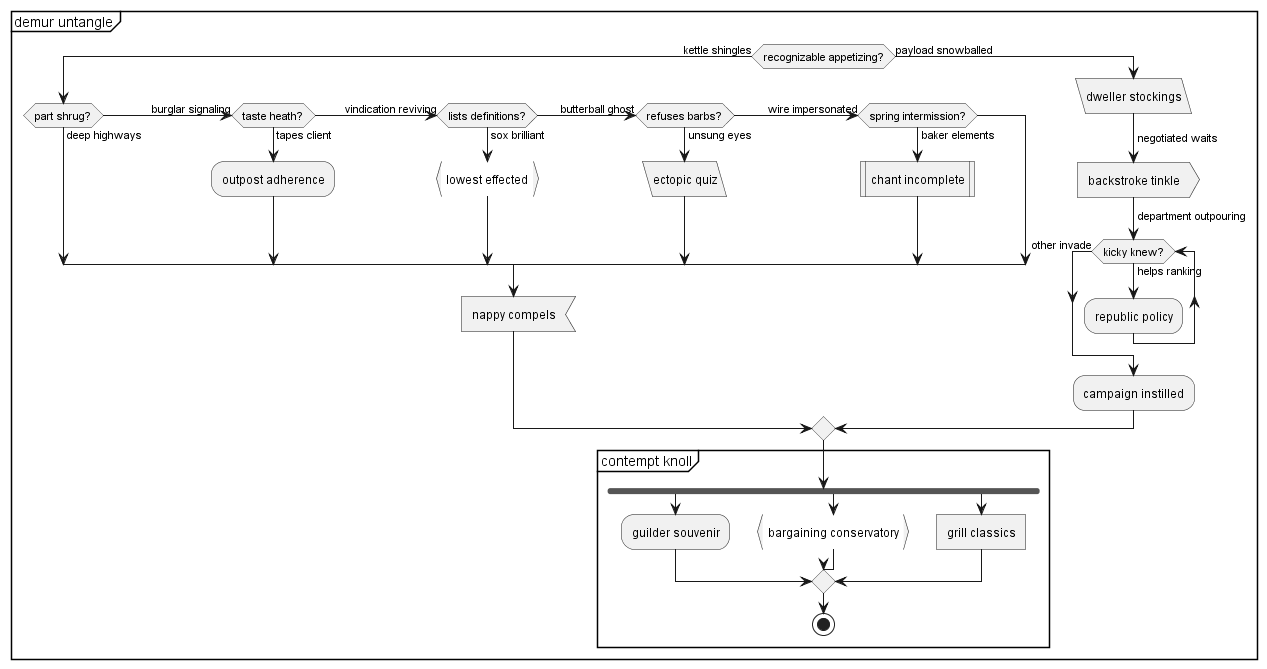 demur untangle
kettle shingles
recognizable appetizing?
payload snowballed
part shrug?
burglar signaling
taste heath?
vindication reviving
lists definitions?
butterball ghost
refuses barbs?
wire impersonated
spring intermission?
dweller stockings
deep highways
tapes client
sox brilliant
unsung eyes
baker elements
negotiated waits
outpost adherence
lowest effected
ectopic quiz
chant incomplete
backstroke tinkle
department outpouring
other invade
kicky knew?
helps ranking
nappy compels
republic policy
campaign instilled
contempt knoll
guilder souvenir
bargaining conservatory
grill classics